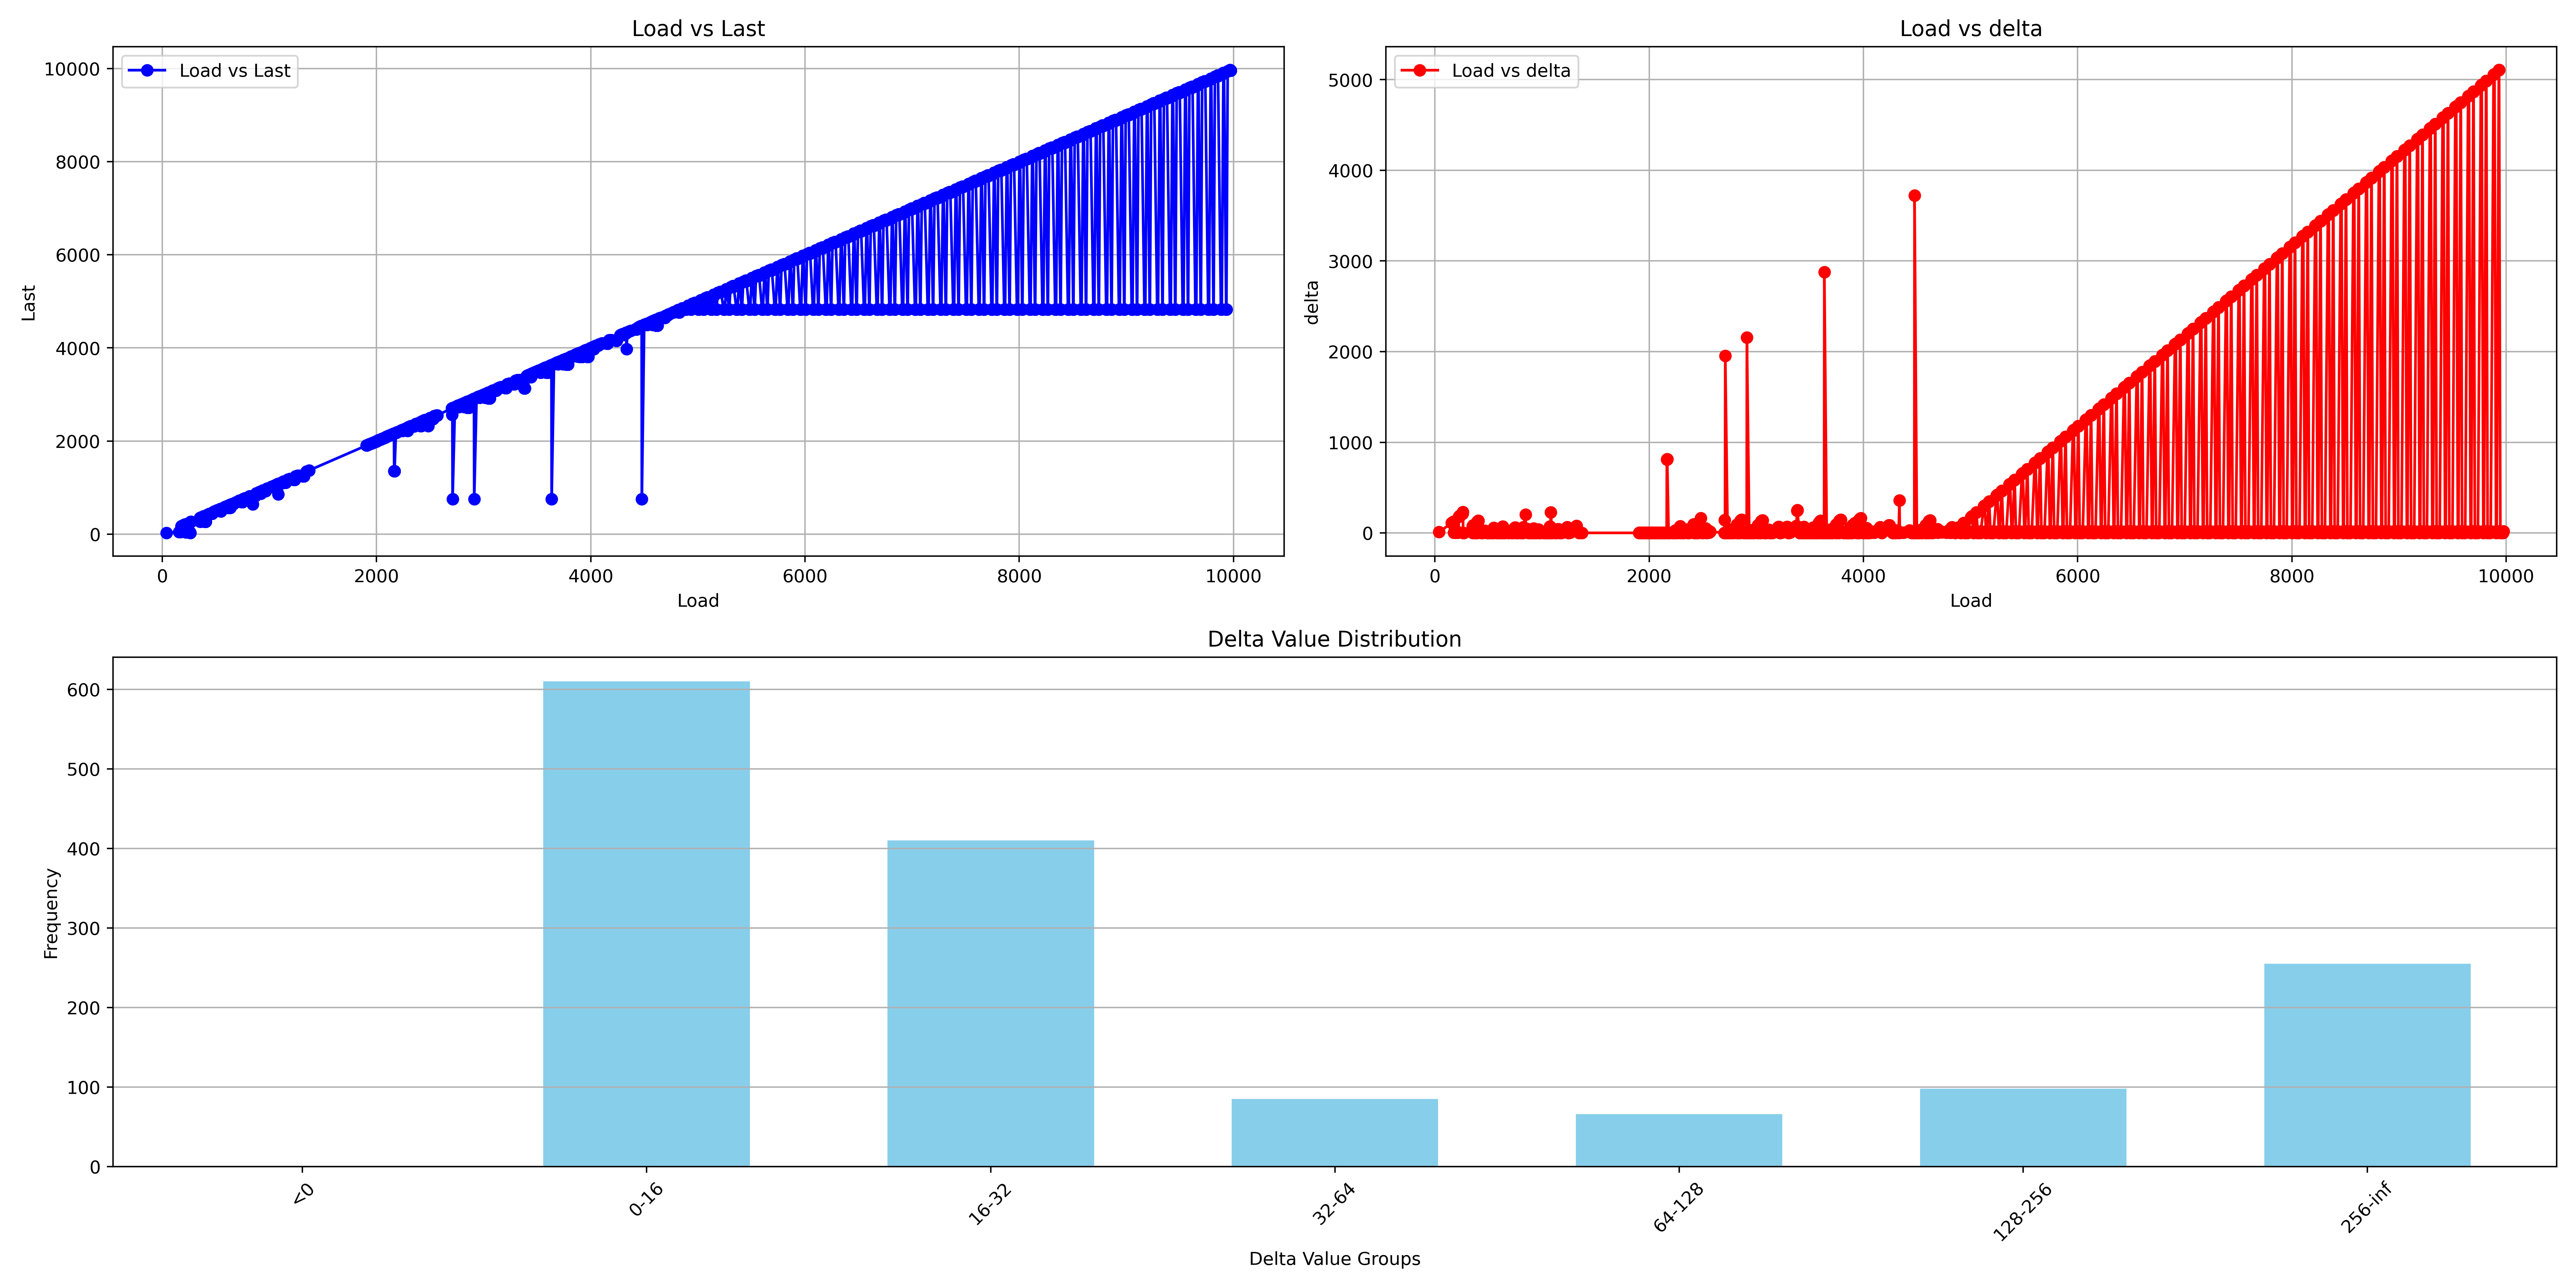 Load vs Last
Load vs Last
10000
8000
6000
4000
2000
0
Last
0 2000 4000 6000 8000 10000
Load
Load vs delta
Load vs delta
5000
4000
3000
2000
1000
0
delta
0 2000 4000 6000 8000 10000
Load
Delta Value Distribution
600
500
400
300
200
100
0
Frequency
<0 0-16 16-32 32-64 64-128 128-256 256-inf
Delta Value Groups